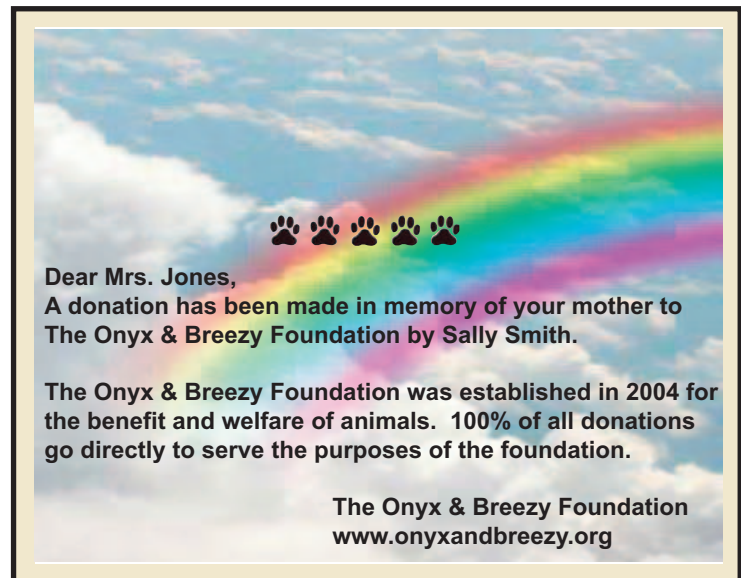 Dear Mrs. Jones,
A donation has been made in memory of your mother to
The Onyx & Breezy Foundation by Sally Smith.
The Onyx & Breezy Foundation was established in 2004 for
the benefit and welfare of animals.  100% of all donations
go directly to serve the purposes of the foundation.
The Onyx & Breezy Foundation
www.onyxandbreezy.org